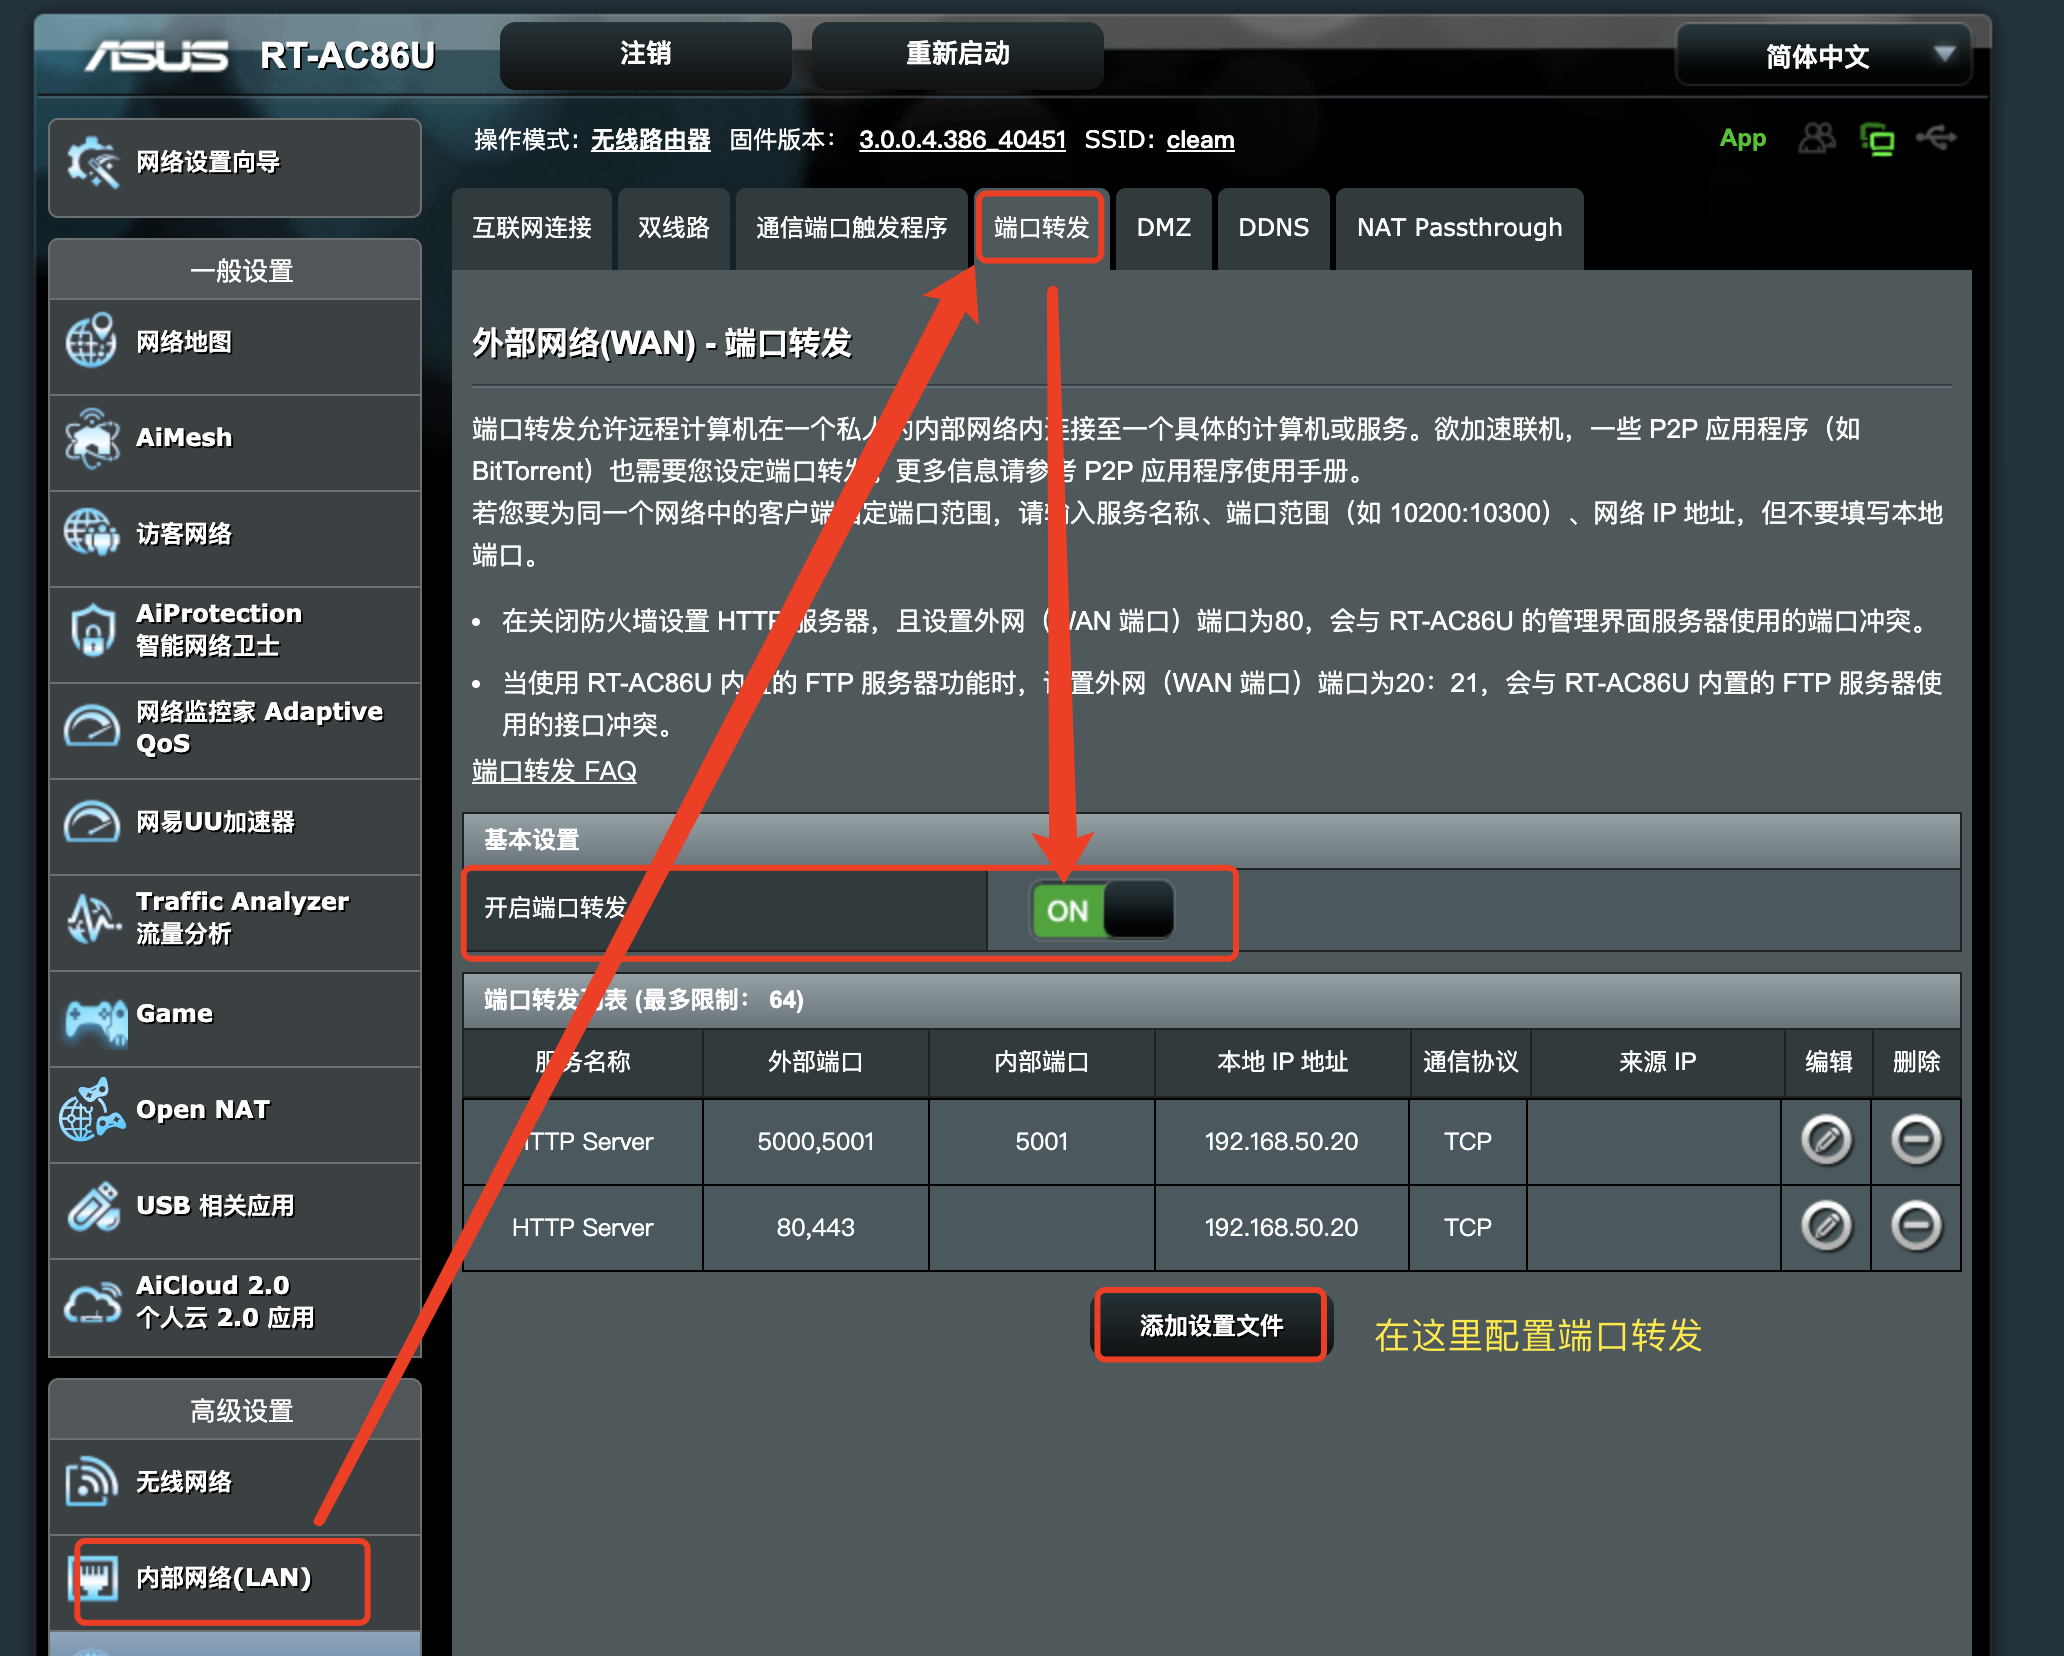 ASUS RT-AC86U 注销 重新启动 简体中文
操作模式: 无线路由器 固件版本: 3.0.0.4.386_40451 SSID: cleam App
网络设置向导
互联网连接 双线路 通信端口触发程序 端口转发 DMZ DDNS NAT Passthrough
一般设置
网络地图
AiMesh
访客网络
AiProtection
智能网络卫士
网络监控家 Adaptive
QoS
网易UU加速器
Traffic Analyzer
流量分析
Game
Open NAT
USB 相关应用
AiCloud 2.0
个人云 2.0 应用
高级设置
无线网络
内部网络(LAN)
外部网络(WAN) - 端口转发
端口转发允许远程计算机在一个私人的内部网络内连接至一个具体的计算机或服务。欲加速联机，一些 P2P 应用程序（如
BitTorrent）也需要您设定端口转发，更多信息请参考 P2P 应用程序使用手册。
若您要为同一个网络中的客户端指定端口范围，请输入服务名称、端口范围（如 10200:10300）、网络 IP 地址，但不要填写本地
端口。
• 在关闭防火墙设置 HTTP 服务器，且设置外网（WAN 端口）端口为80，会与 RT-AC86U 的管理界面服务器使用的端口冲突。
• 当使用 RT-AC86U 内置的 FTP 服务器功能时，设置外网（WAN 端口）端口为20：21，会与 RT-AC86U 内置的 FTP 服务器使
用的接口冲突。
端口转发 FAQ
基本设置
开启端口转发 ON
端口转发列表 (最多限制： 64)
服务名称 外部端口 内部端口 本地 IP 地址 通信协议 来源 IP 编辑 删除
HTTP Server 5000,5001 5001 192.168.50.20 TCP
HTTP Server 80,443 192.168.50.20 TCP
添加设置文件 在这里配置端口转发